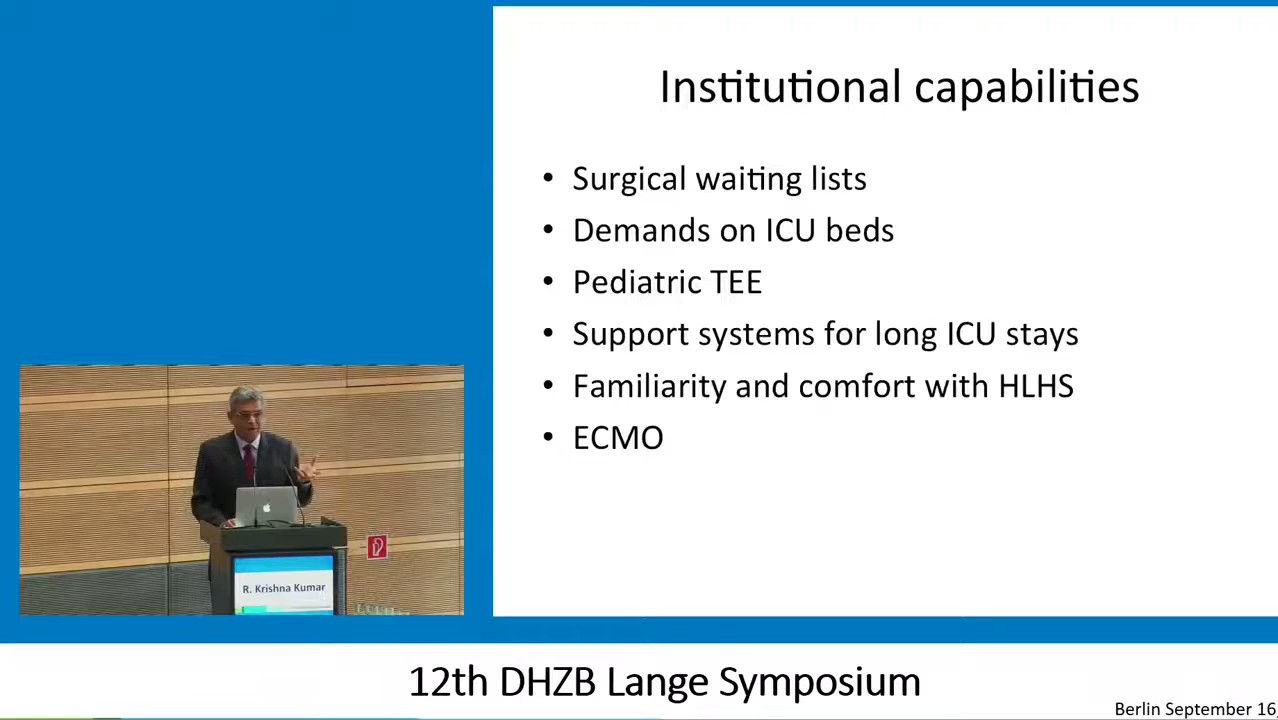 Institutional capabilities
• Surgical waiting lists
• Demands on ICU beds
• Pediatric TEE
• Support systems for long ICU stays
• Familiarity and comfort with HLHS
• ECMO
R. Krishna Kumar
12th DHZB Lange Symposium
Berlin September 16